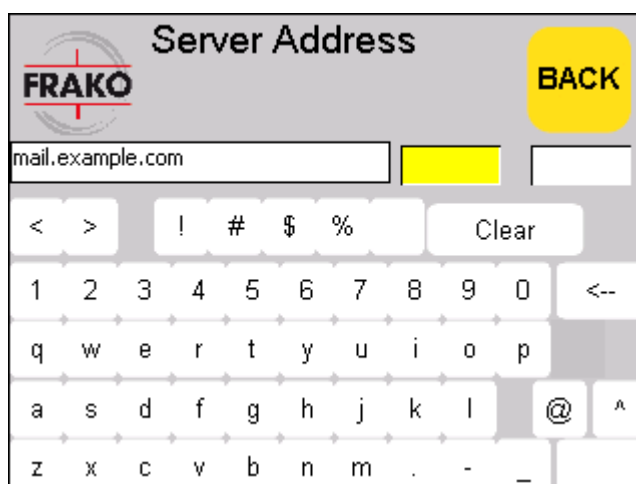 Server Address
FRAKO
BACK
mail.example.com
< > ! # $ % Clear
1 2 3 4 5 6 7 8 9 0 <--
q w e r t y u i o p
a s d f g h j k l @ ^
z x c v b n m . - _